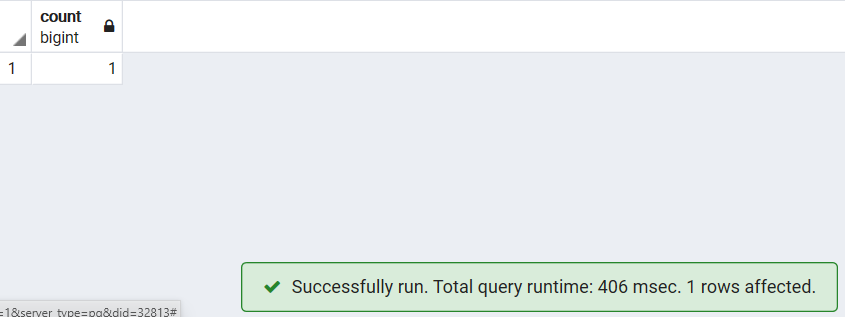 count
bigint
1 1
Successfully run. Total query runtime: 406 msec. 1 rows affected.
=1&server_type=pg&did=32813#